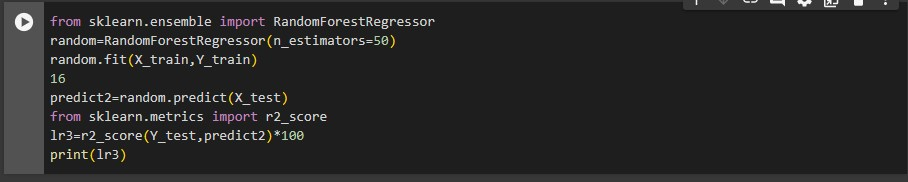 from sklearn.ensemble import RandomForestRegressor
random=RandomForestRegressor(n_estimators=50)
random.fit(X_train,Y_train)
16
predict2=random.predict(X_test)
from sklearn.metrics import r2_score
lr3=r2_score(Y_test,predict2)*100
print(lr3)